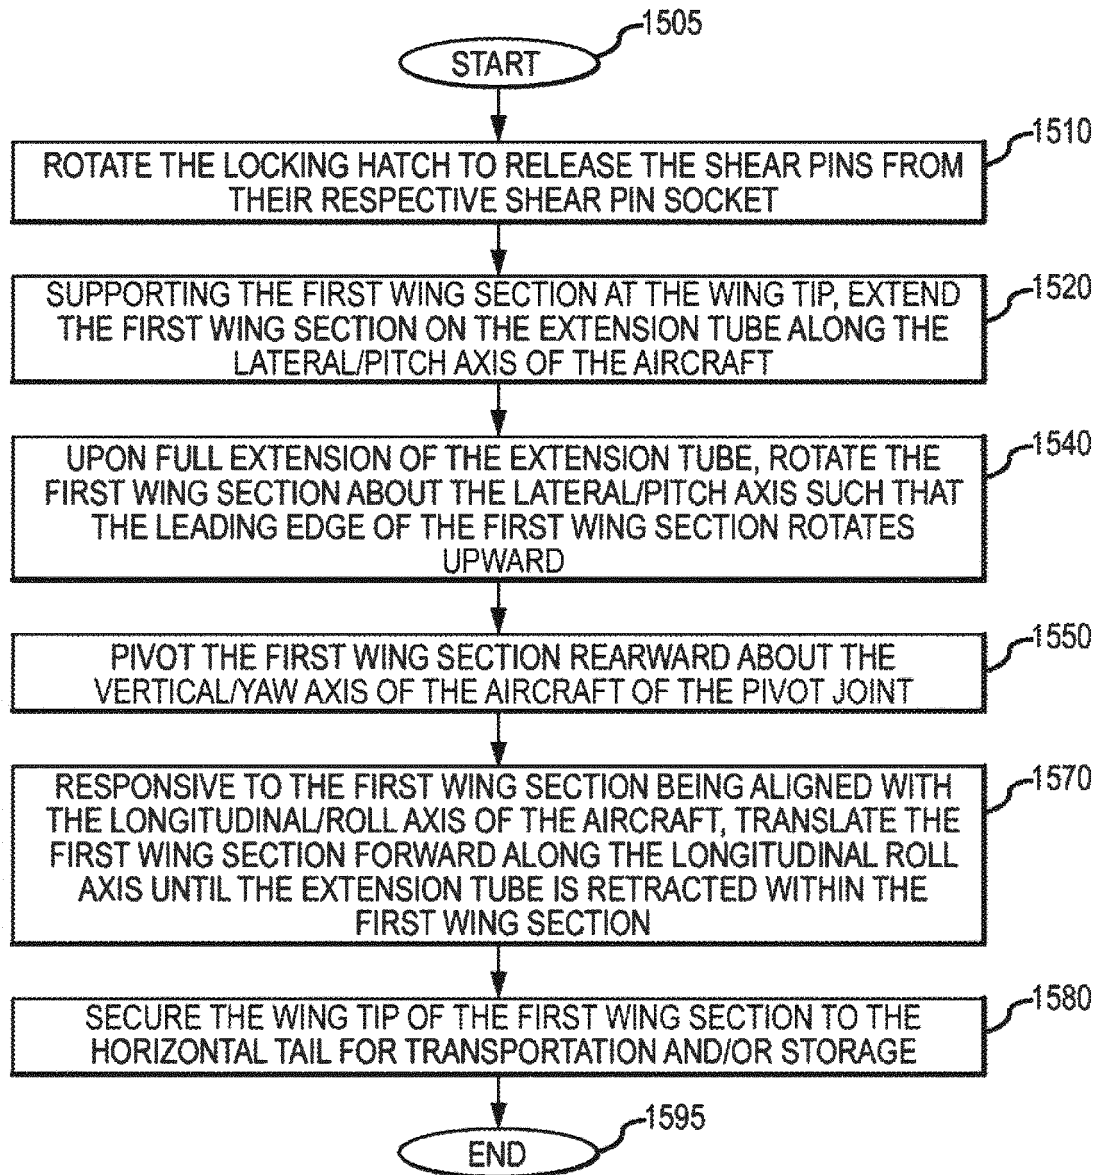 1505
START
1510
ROTATE THE LOCKING HATCH TO RELEASE THE SHEAR PINS FROM
THEIR RESPECTIVE SHEAR PIN SOCKET
1520
SUPPORTING THE FIRST WING SECTION AT THE WING TIP, EXTEND
THE FIRST WING SECTION ON THE EXTENSION TUBE ALONG THE
LATERAL/PITCH AXIS OF THE AIRCRAFT
1540
UPON FULL EXTENSION OF THE EXTENSION TUBE, ROTATE THE
FIRST WING SECTION ABOUT THE LATERAL/PITCH AXIS SUCH THAT
THE LEADING EDGE OF THE FIRST WING SECTION ROTATES
UPWARD
1550
PIVOT THE FIRST WING SECTION REARWARD ABOUT THE
VERTICAL/YAW AXIS OF THE AIRCRAFT OF THE PIVOT JOINT
1570
RESPONSIVE TO THE FIRST WING SECTION BEING ALIGNED WITH
THE LONGITUDINAL/ROLL AXIS OF THE AIRCRAFT, TRANSLATE THE
FIRST WING SECTION FORWARD ALONG THE LONGITUDINAL ROLL
AXIS UNTIL THE EXTENSION TUBE IS RETRACTED WITHIN THE
FIRST WING SECTION
1580
SECURE THE WING TIP OF THE FIRST WING SECTION TO THE
HORIZONTAL TAIL FOR TRANSPORTATION AND/OR STORAGE
1595
END